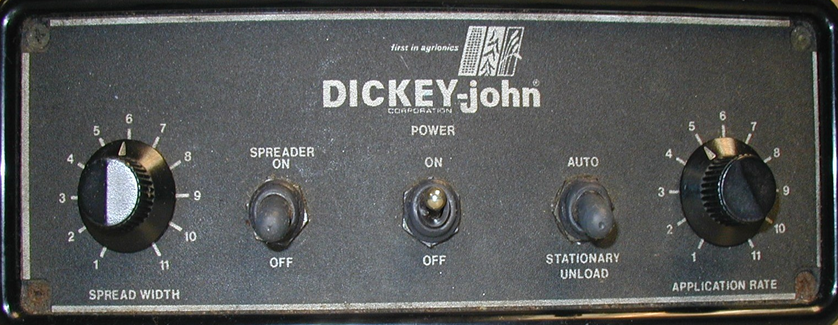 first in agrionics
DICKEY-john®
CORPORATION
POWER
SPREADER
ON
OFF
ON
OFF
AUTO
STATIONARY
UNLOAD
1
2
3
4
5
6
7
8
9
10
11
SPREAD WIDTH
1
2
3
4
5
6
7
8
9
10
11
APPLICATION RATE